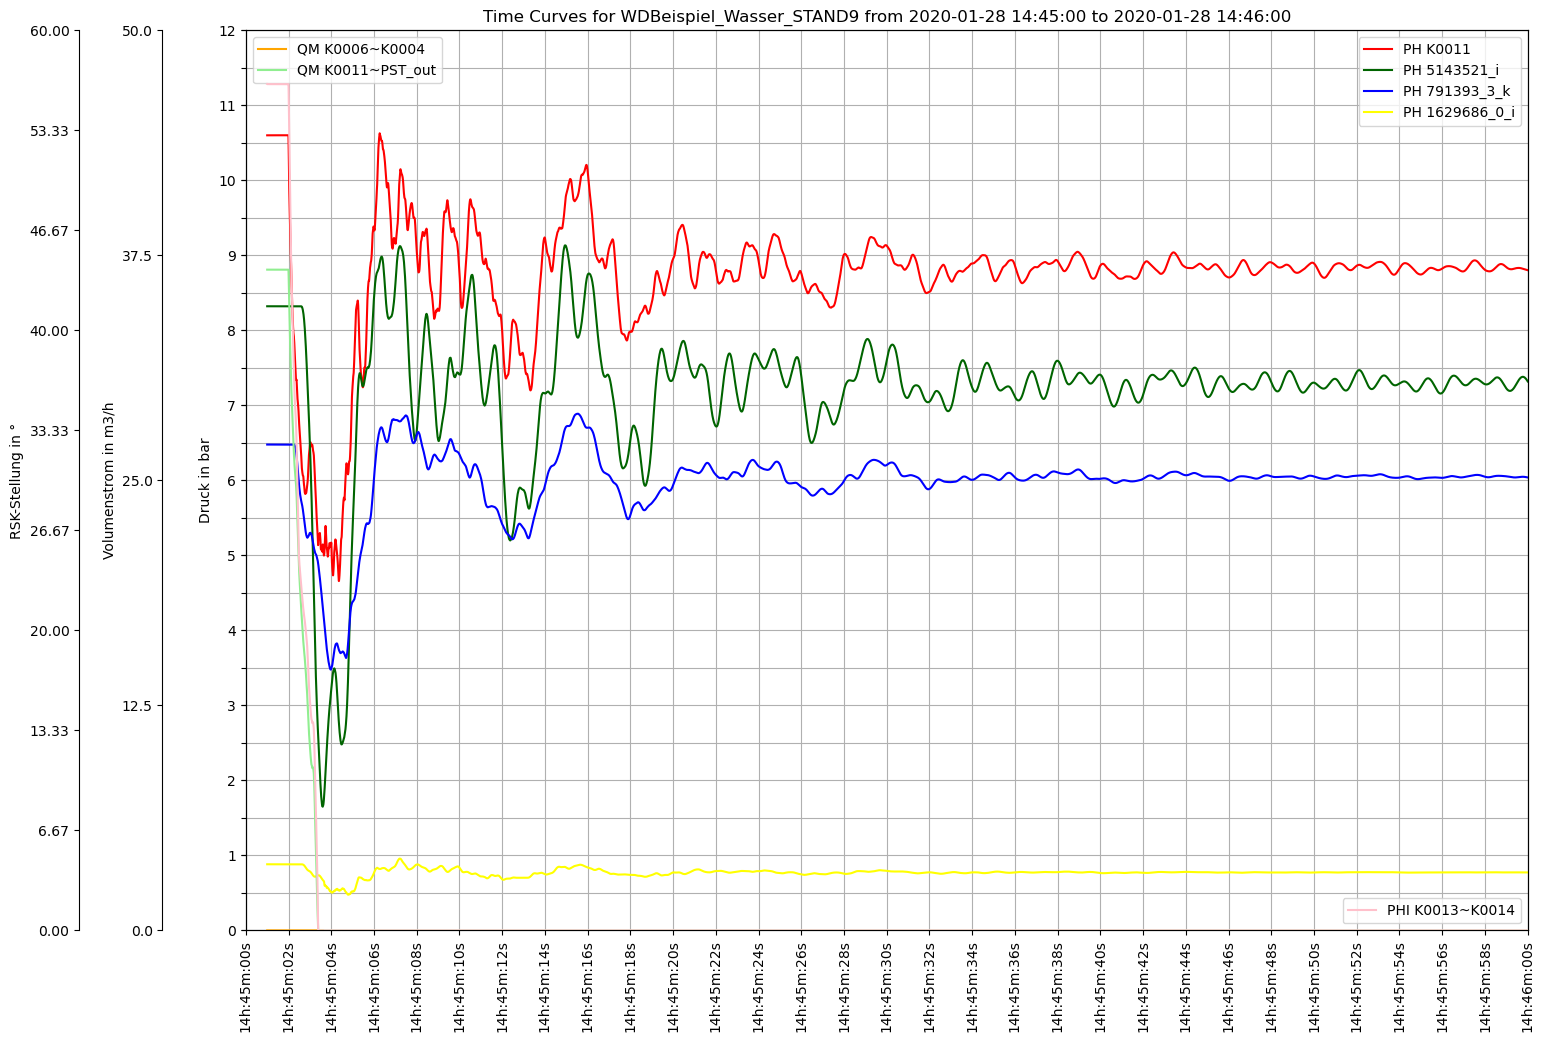 Time Curves for WDBeispiel_Wasser_STAND9 from 2020-01-28 14:45:00 to 2020-01-28 14:46:00
RSK-Stellung in °
60.00
53.33
46.67
40.00
33.33
26.67
20.00
13.33
6.67
0.00
Volumenstrom in m3/h
50.0
37.5
25.0
12.5
0.0
Druck in bar
12
11
10
9
8
7
6
5
4
3
2
1
0
QM K0006~K0004
QM K0011~PST_out
PH K0011
PH 5143521_i
PH 791393_3_k
PH 1629686_0_i
PHI K0013~K0014
14h:45m:00s
14h:45m:02s
14h:45m:04s
14h:45m:06s
14h:45m:08s
14h:45m:10s
14h:45m:12s
14h:45m:14s
14h:45m:16s
14h:45m:18s
14h:45m:20s
14h:45m:22s
14h:45m:24s
14h:45m:26s
14h:45m:28s
14h:45m:30s
14h:45m:32s
14h:45m:34s
14h:45m:36s
14h:45m:38s
14h:45m:40s
14h:45m:42s
14h:45m:44s
14h:45m:46s
14h:45m:48s
14h:45m:50s
14h:45m:52s
14h:45m:54s
14h:45m:56s
14h:45m:58s
14h:46m:00s